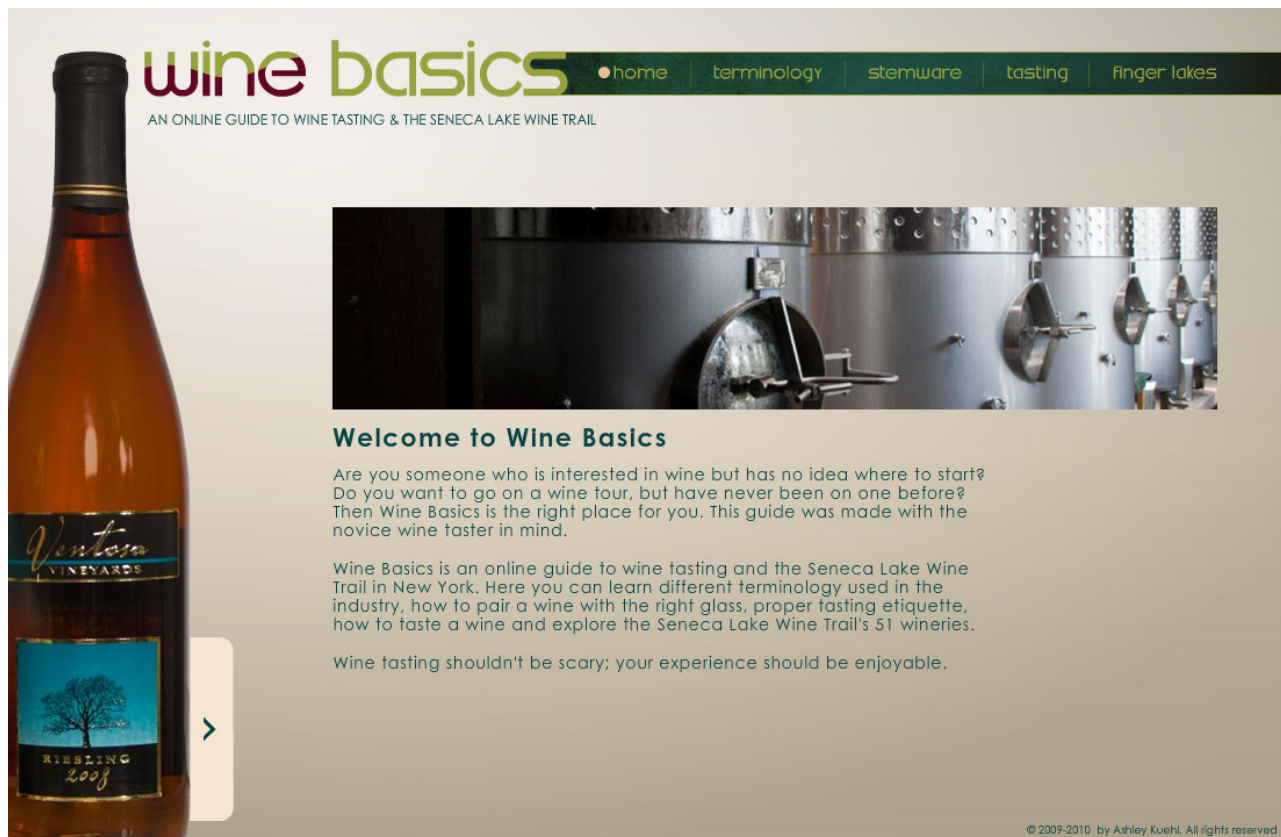 wine basics
home
terminology
stemware
tasting
finger lakes
AN ONLINE GUIDE TO WINE TASTING & THE SENECA LAKE WINE TRAIL
Welcome to Wine Basics
Are you someone who is interested in wine but has no idea where to start?
Do you want to go on a wine tour, but have never been on one before?
Then Wine Basics is the right place for you. This guide was made with the
novice wine taster in mind.
Wine Basics is an online guide to wine tasting and the Seneca Lake Wine
Trail in New York. Here you can learn different terminology used in the
industry, how to pair a wine with the right glass, proper tasting etiquette,
how to taste a wine and explore the Seneca Lake Wine Trail's 51 wineries.
Wine tasting shouldn't be scary; your experience should be enjoyable.
Ventosa
VINEYARDS
RIESLING
2008
© 2009-2010 by Ashley Kuehl. All rights reserved